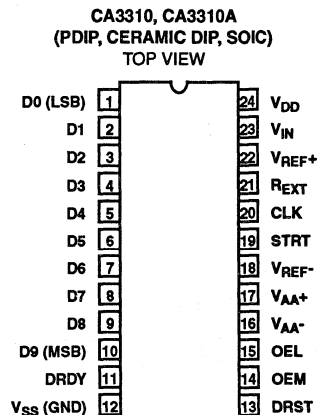 CA3310, CA3310A
(PDIP, CERAMIC DIP, SOIC)
TOP VIEW
D0 (LSB) 1 24 VDD
D1 2 23 VIN
D2 3 22 VREF+
D3 4 21 REXT
D4 5 20 CLK
D5 6 19 STRT
D6 7 18 VREF-
D7 8 17 VAA+
D8 9 16 VAA-
D9 (MSB) 10 15 OEL
DRDY 11 14 OEM
VSS (GND) 12 13 DRST